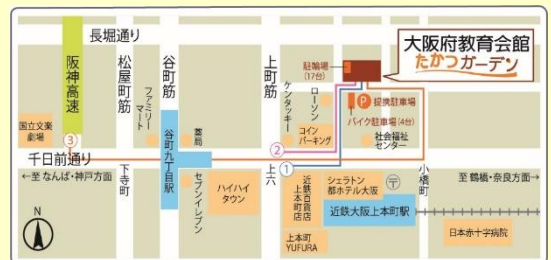 長堀通り
阪神高速
松屋町筋
谷町筋
上町筋
大阪府教育会館
たかつガーデン
駐輪場
(17台)
ケンタッキー
ローソン
コイン
パーキング
P 提携駐車場
バイク駐車場(4台)
社会福祉
センター
ファミリー
マート
谷町九丁目駅
薬局
国立文楽
劇場
③
②
①
千日前通り
←至 なんば・神戸方面
下寺町
セブンイレブン
ハイハイ
タウン
上六
近鉄百貨店
上本町店
シェラトン
都ホテル大阪
〒
小橋町
至 鶴橋・奈良方面→
近鉄大阪上本町駅
上本町
YUFURA
日本赤十字病院
N